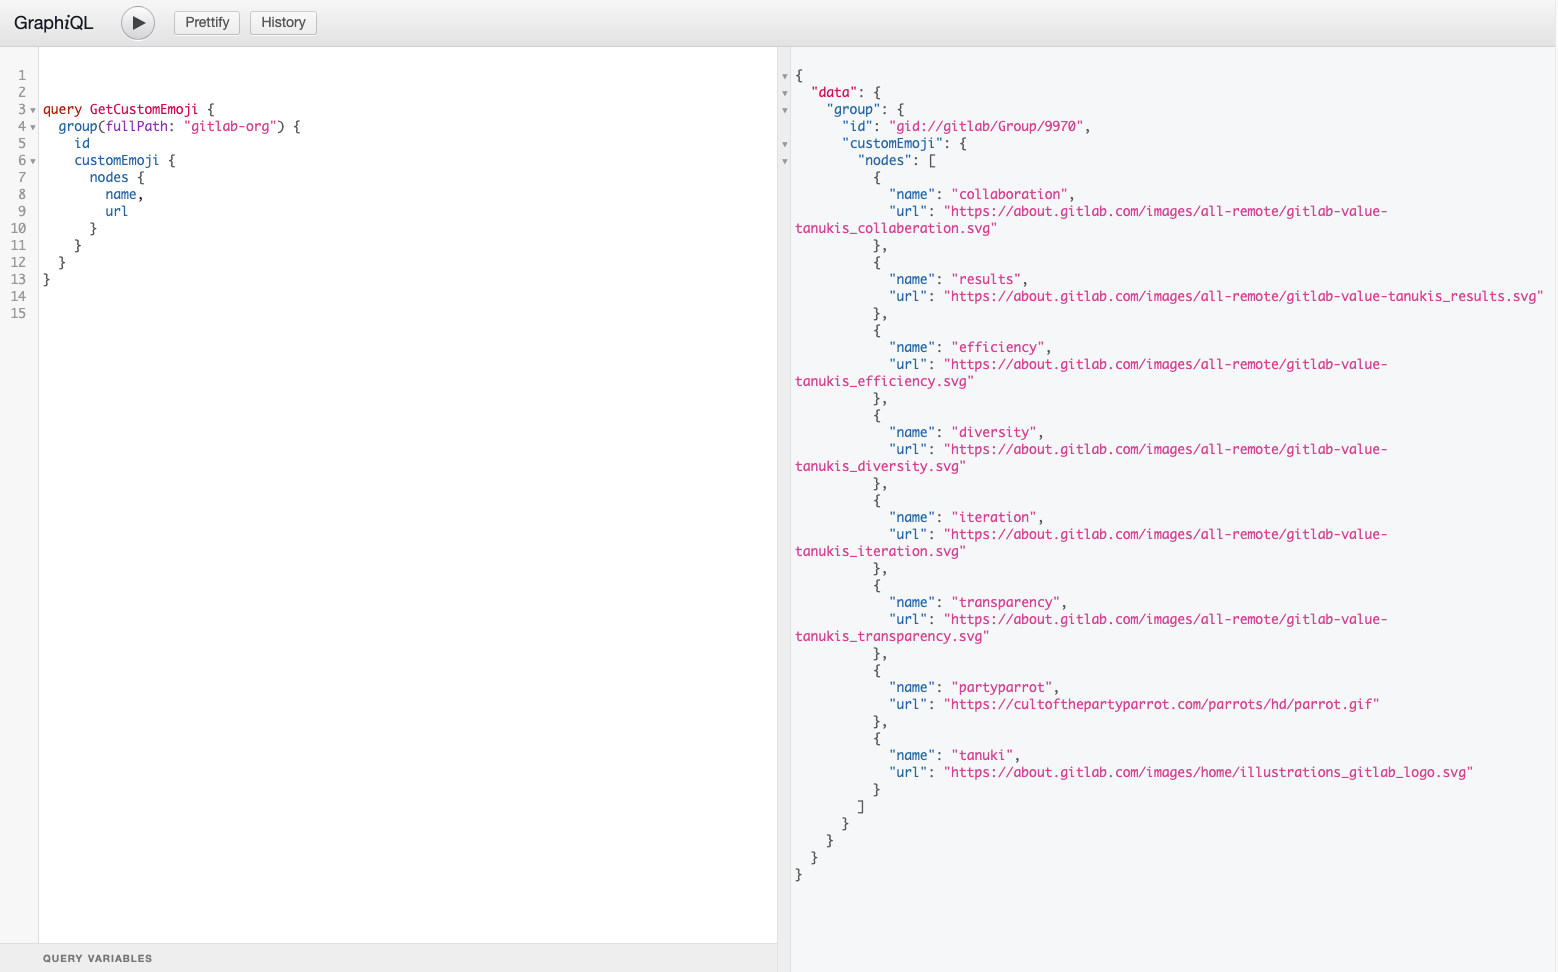 GraphiQL
Prettify
History
1
2
3 query GetCustomEmoji {
4   group(fullPath: "gitlab-org") {
5     id
6     customEmoji {
7       nodes {
8         name,
9         url
10       }
11     }
12   }
13 }
14
15
QUERY VARIABLES
{
  "data": {
    "group": {
      "id": "gid://gitlab/Group/9970",
      "customEmoji": {
        "nodes": [
          {
            "name": "collaboration",
            "url": "https://about.gitlab.com/images/all-remote/gitlab-value-
tanukis_collaberation.svg"
          },
          {
            "name": "results",
            "url": "https://about.gitlab.com/images/all-remote/gitlab-value-tanukis_results.svg"
          },
          {
            "name": "efficiency",
            "url": "https://about.gitlab.com/images/all-remote/gitlab-value-
tanukis_efficiency.svg"
          },
          {
            "name": "diversity",
            "url": "https://about.gitlab.com/images/all-remote/gitlab-value-
tanukis_diversity.svg"
          },
          {
            "name": "iteration",
            "url": "https://about.gitlab.com/images/all-remote/gitlab-value-
tanukis_iteration.svg"
          },
          {
            "name": "transparency",
            "url": "https://about.gitlab.com/images/all-remote/gitlab-value-
tanukis_transparency.svg"
          },
          {
            "name": "partyparrot",
            "url": "https://cultofthepartyparrot.com/parrots/hd/parrot.gif"
          },
          {
            "name": "tanuki",
            "url": "https://about.gitlab.com/images/home/illustrations_gitlab_logo.svg"
          }
        ]
      }
    }
  }
}